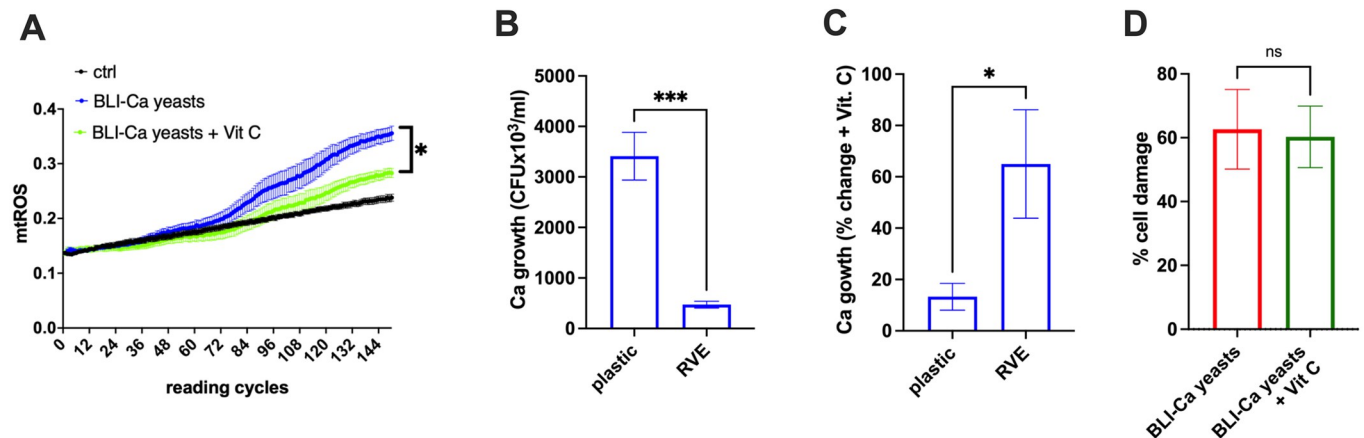 A
ctrl
BLI-Ca yeasts
BLI-Ca yeasts + Vit C
*
mtROS
0.4
0.3
0.2
0.1
0.0
0 12 24 36 48 60 72 84 96 108 120 132 144
reading cycles
B
Ca growth (CFUx10³/ml)
5000
4000
3000
2000
1000
0
***
plastic RVE
C
Ca gowth (% change + Vit. C)
100
80
60
40
20
0
*
plastic RVE
D
% cell damage
80
60
40
20
0
ns
BLI-Ca yeasts
BLI-Ca yeasts
+ Vit C